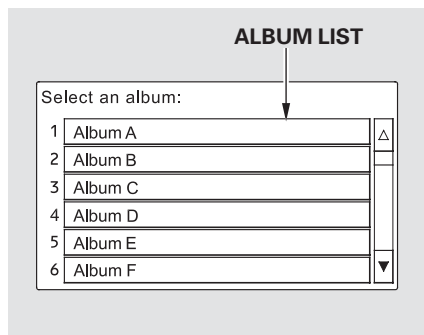 ALBUM LIST
Select an album:
1 Album A
2 Album B
3 Album C
4 Album D
5 Album E
6 Album F